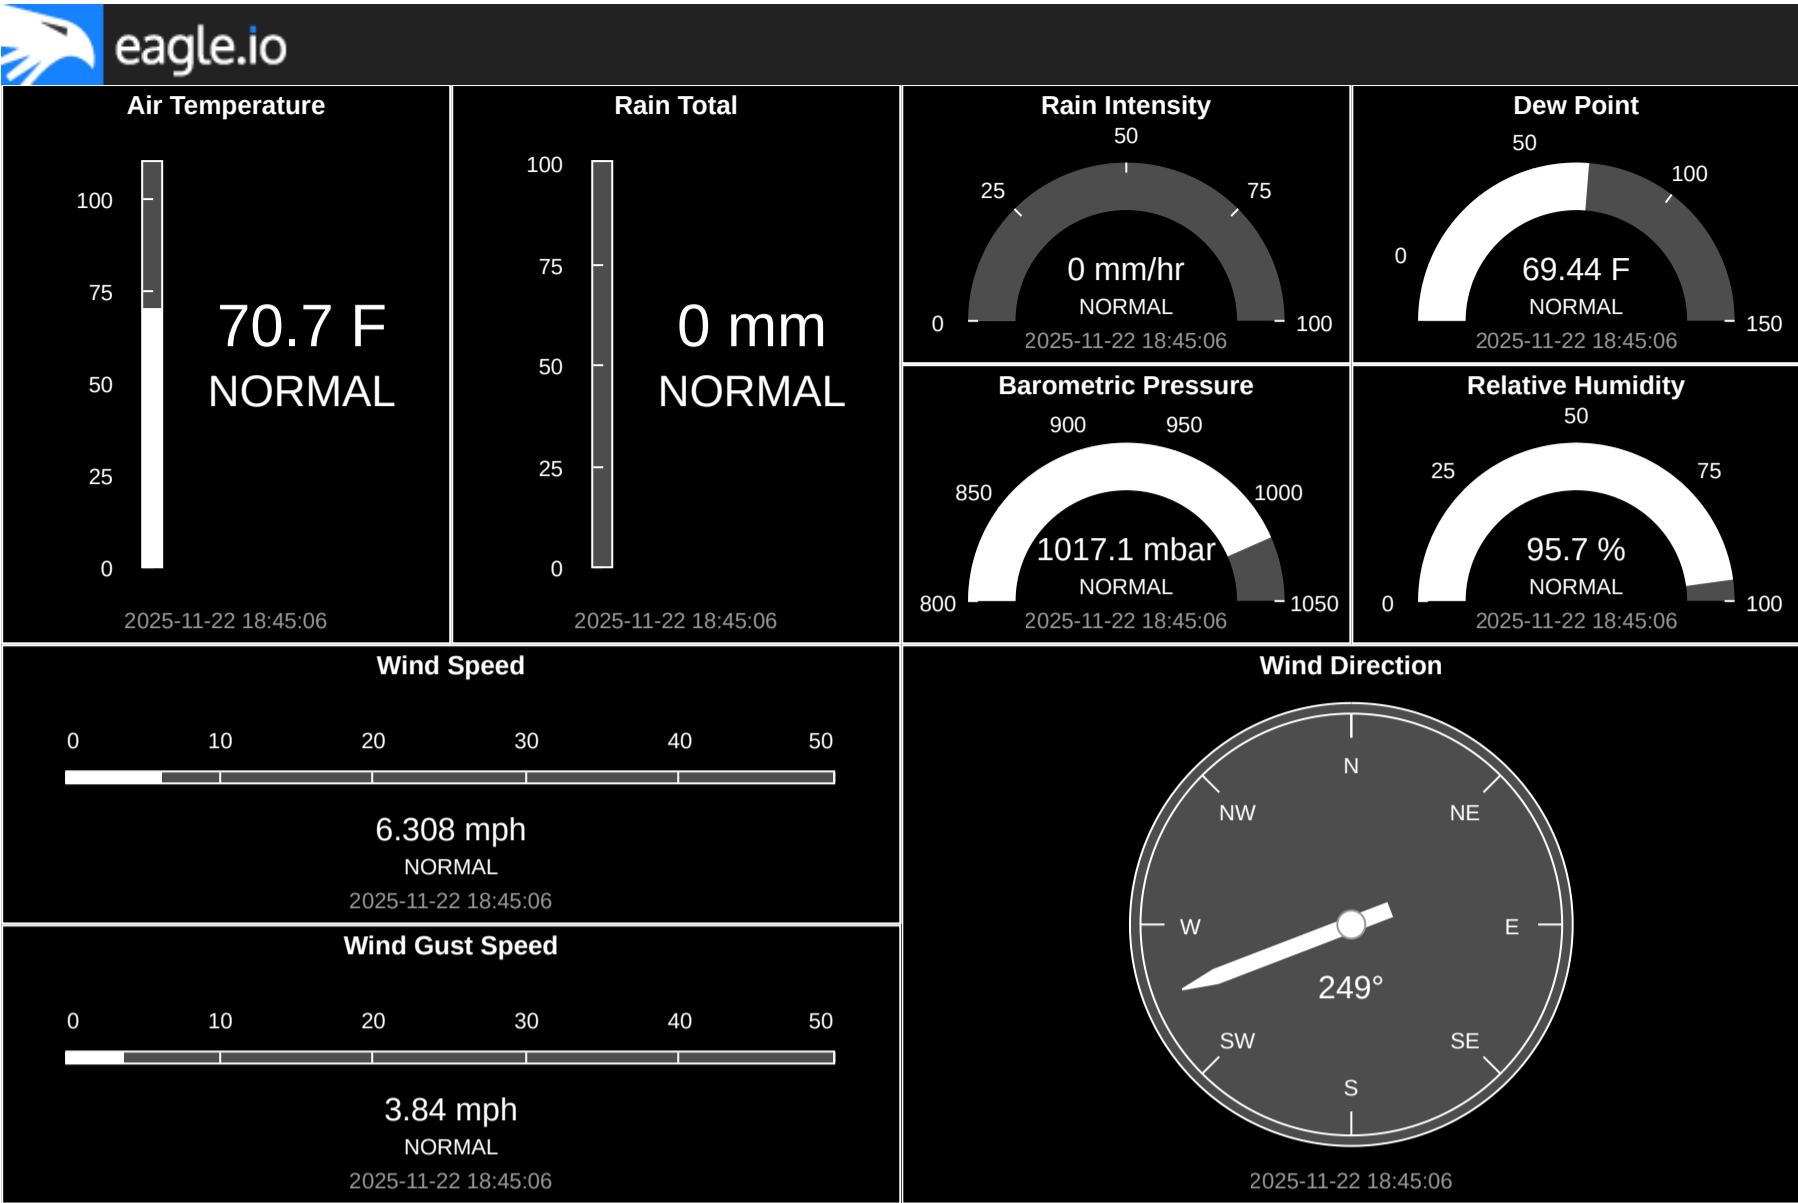 eagle.io
Air Temperature
100
75
50
25
0
70.7 F
NORMAL
2025-11-22 18:45:06
Rain Total
100
75
50
25
0
0 mm
NORMAL
2025-11-22 18:45:06
Rain Intensity
0
25
50
75
100
0 mm/hr
NORMAL
2025-11-22 18:45:06
Dew Point
0
50
100
150
69.44 F
NORMAL
2025-11-22 18:45:06
Barometric Pressure
800
850
900
950
1000
1050
1017.1 mbar
NORMAL
2025-11-22 18:45:06
Relative Humidity
0
25
50
75
100
95.7 %
NORMAL
2025-11-22 18:45:06
Wind Speed
0 10 20 30 40 50
6.308 mph
NORMAL
2025-11-22 18:45:06
Wind Gust Speed
0 10 20 30 40 50
3.84 mph
NORMAL
2025-11-22 18:45:06
Wind Direction
N
NW NE
W E
249°
SW SE
S
2025-11-22 18:45:06